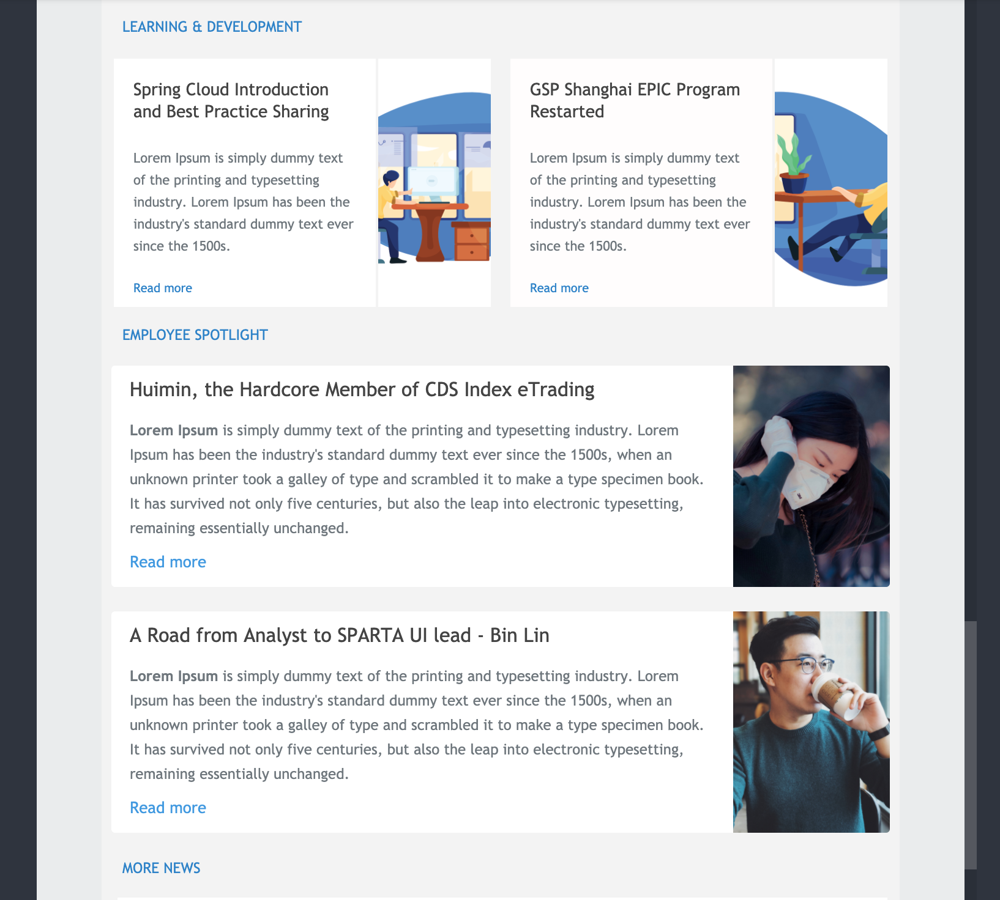 LEARNING & DEVELOPMENT
Spring Cloud Introduction
and Best Practice Sharing
Lorem Ipsum is simply dummy text
of the printing and typesetting
industry. Lorem Ipsum has been the
industry's standard dummy text ever
since the 1500s.
Read more
GSP Shanghai EPIC Program
Restarted
Lorem Ipsum is simply dummy text
of the printing and typesetting
industry. Lorem Ipsum has been the
industry's standard dummy text ever
since the 1500s.
Read more
EMPLOYEE SPOTLIGHT
Huimin, the Hardcore Member of CDS Index eTrading
Lorem Ipsum is simply dummy text of the printing and typesetting industry. Lorem
Ipsum has been the industry's standard dummy text ever since the 1500s, when an
unknown printer took a galley of type and scrambled it to make a type specimen book.
It has survived not only five centuries, but also the leap into electronic typesetting,
remaining essentially unchanged.
Read more
3M
A Road from Analyst to SPARTA UI lead - Bin Lin
Lorem Ipsum is simply dummy text of the printing and typesetting industry. Lorem
Ipsum has been the industry's standard dummy text ever since the 1500s, when an
unknown printer took a galley of type and scrambled it to make a type specimen book.
It has survived not only five centuries, but also the leap into electronic typesetting,
remaining essentially unchanged.
Read more
MORE NEWS